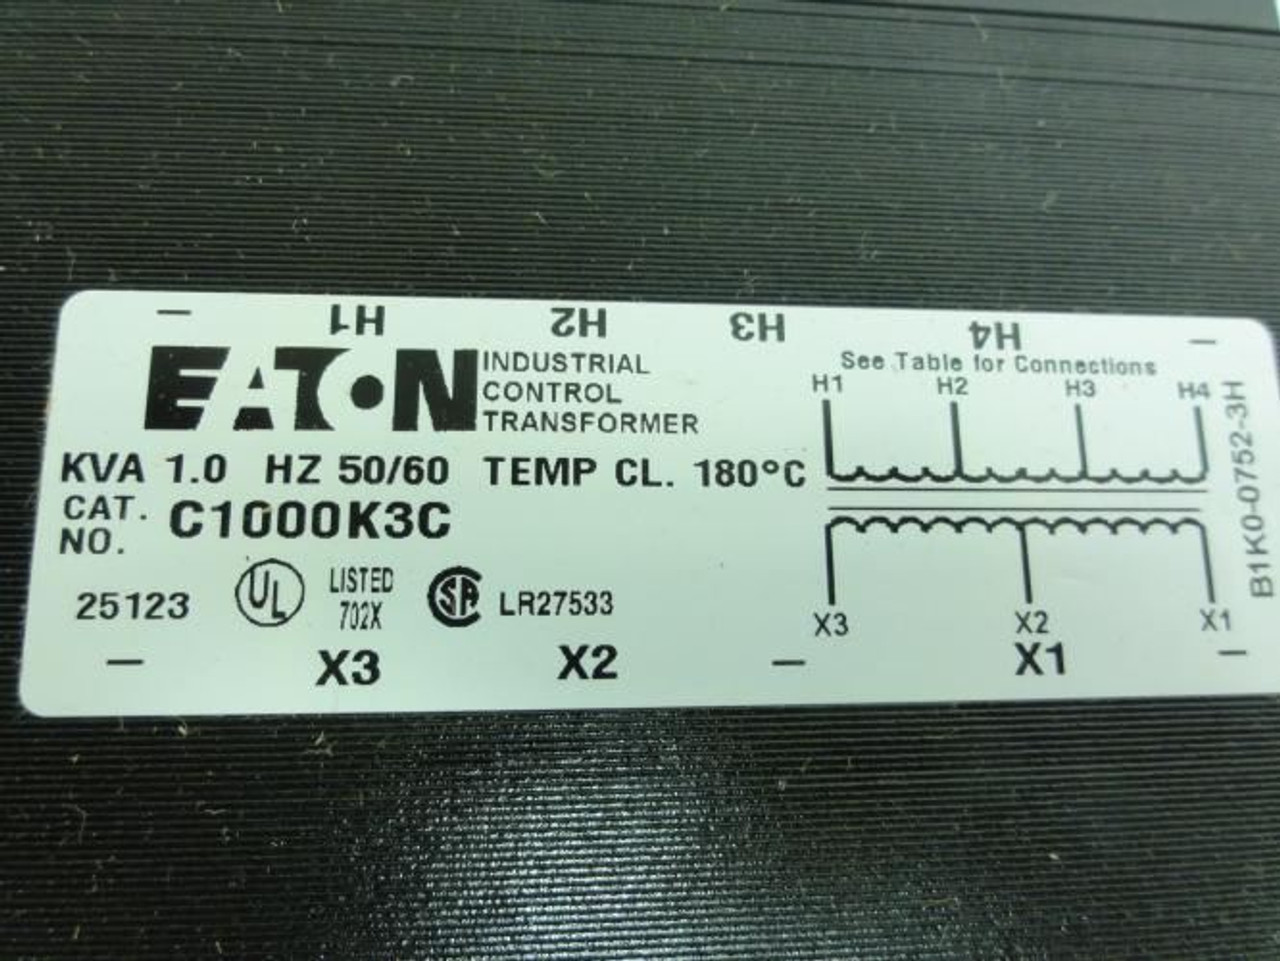 — H1 H2 H3 H4 —
EATON
INDUSTRIAL
CONTROL
TRANSFORMER
KVA 1.0 HZ 50/60 TEMP CL. 180°C
CAT.
NO. C1000K3C
25123 UL LISTED
702X SA LR27533
— X3 X2 — X1 —
See Table for Connections
H1 H2 H3 H4
X3 X2 X1
B1K0-0752-3H